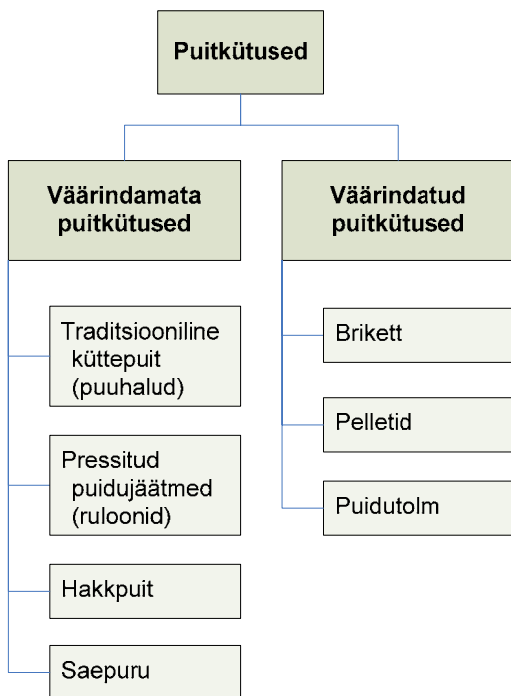 Puitkütused
Väärindamata
puitkütused
Traditsiooniline
küttepuit
(puuhalud)
Pressitud
puidujäätmed
(ruloonid)
Hakkpuit
Saepuru
Väärindatud
puitkütused
Brikett
Pelletid
Puidutolm